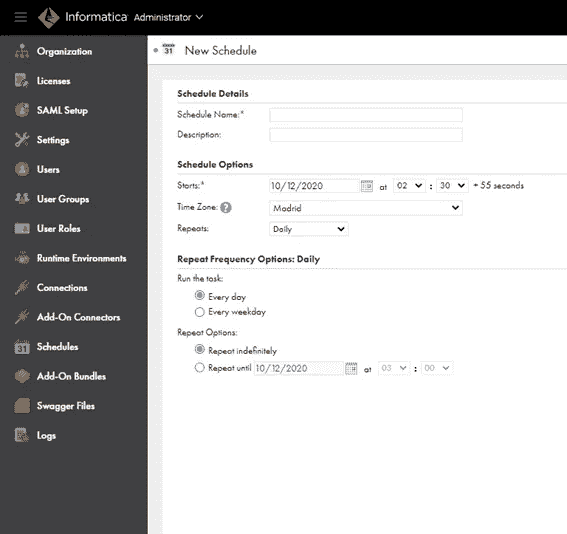 Informatica Administrator
Organization
Licenses
SAML Setup
Settings
Users
User Groups
User Roles
Runtime Environments
Connections
Add-On Connectors
Schedules
Add-On Bundles
Swagger Files
Logs
31 New Schedule
Schedule Details
Schedule Name:*
Description:
Schedule Options
Starts:* 10/12/2020 at 02 : 30 + 55 seconds
Time Zone: ? Madrid
Repeats: Daily
Repeat Frequency Options: Daily
Run the task:
Every day
Every weekday
Repeat Options:
Repeat indefinitely
Repeat until 10/12/2020 at 03 : 00